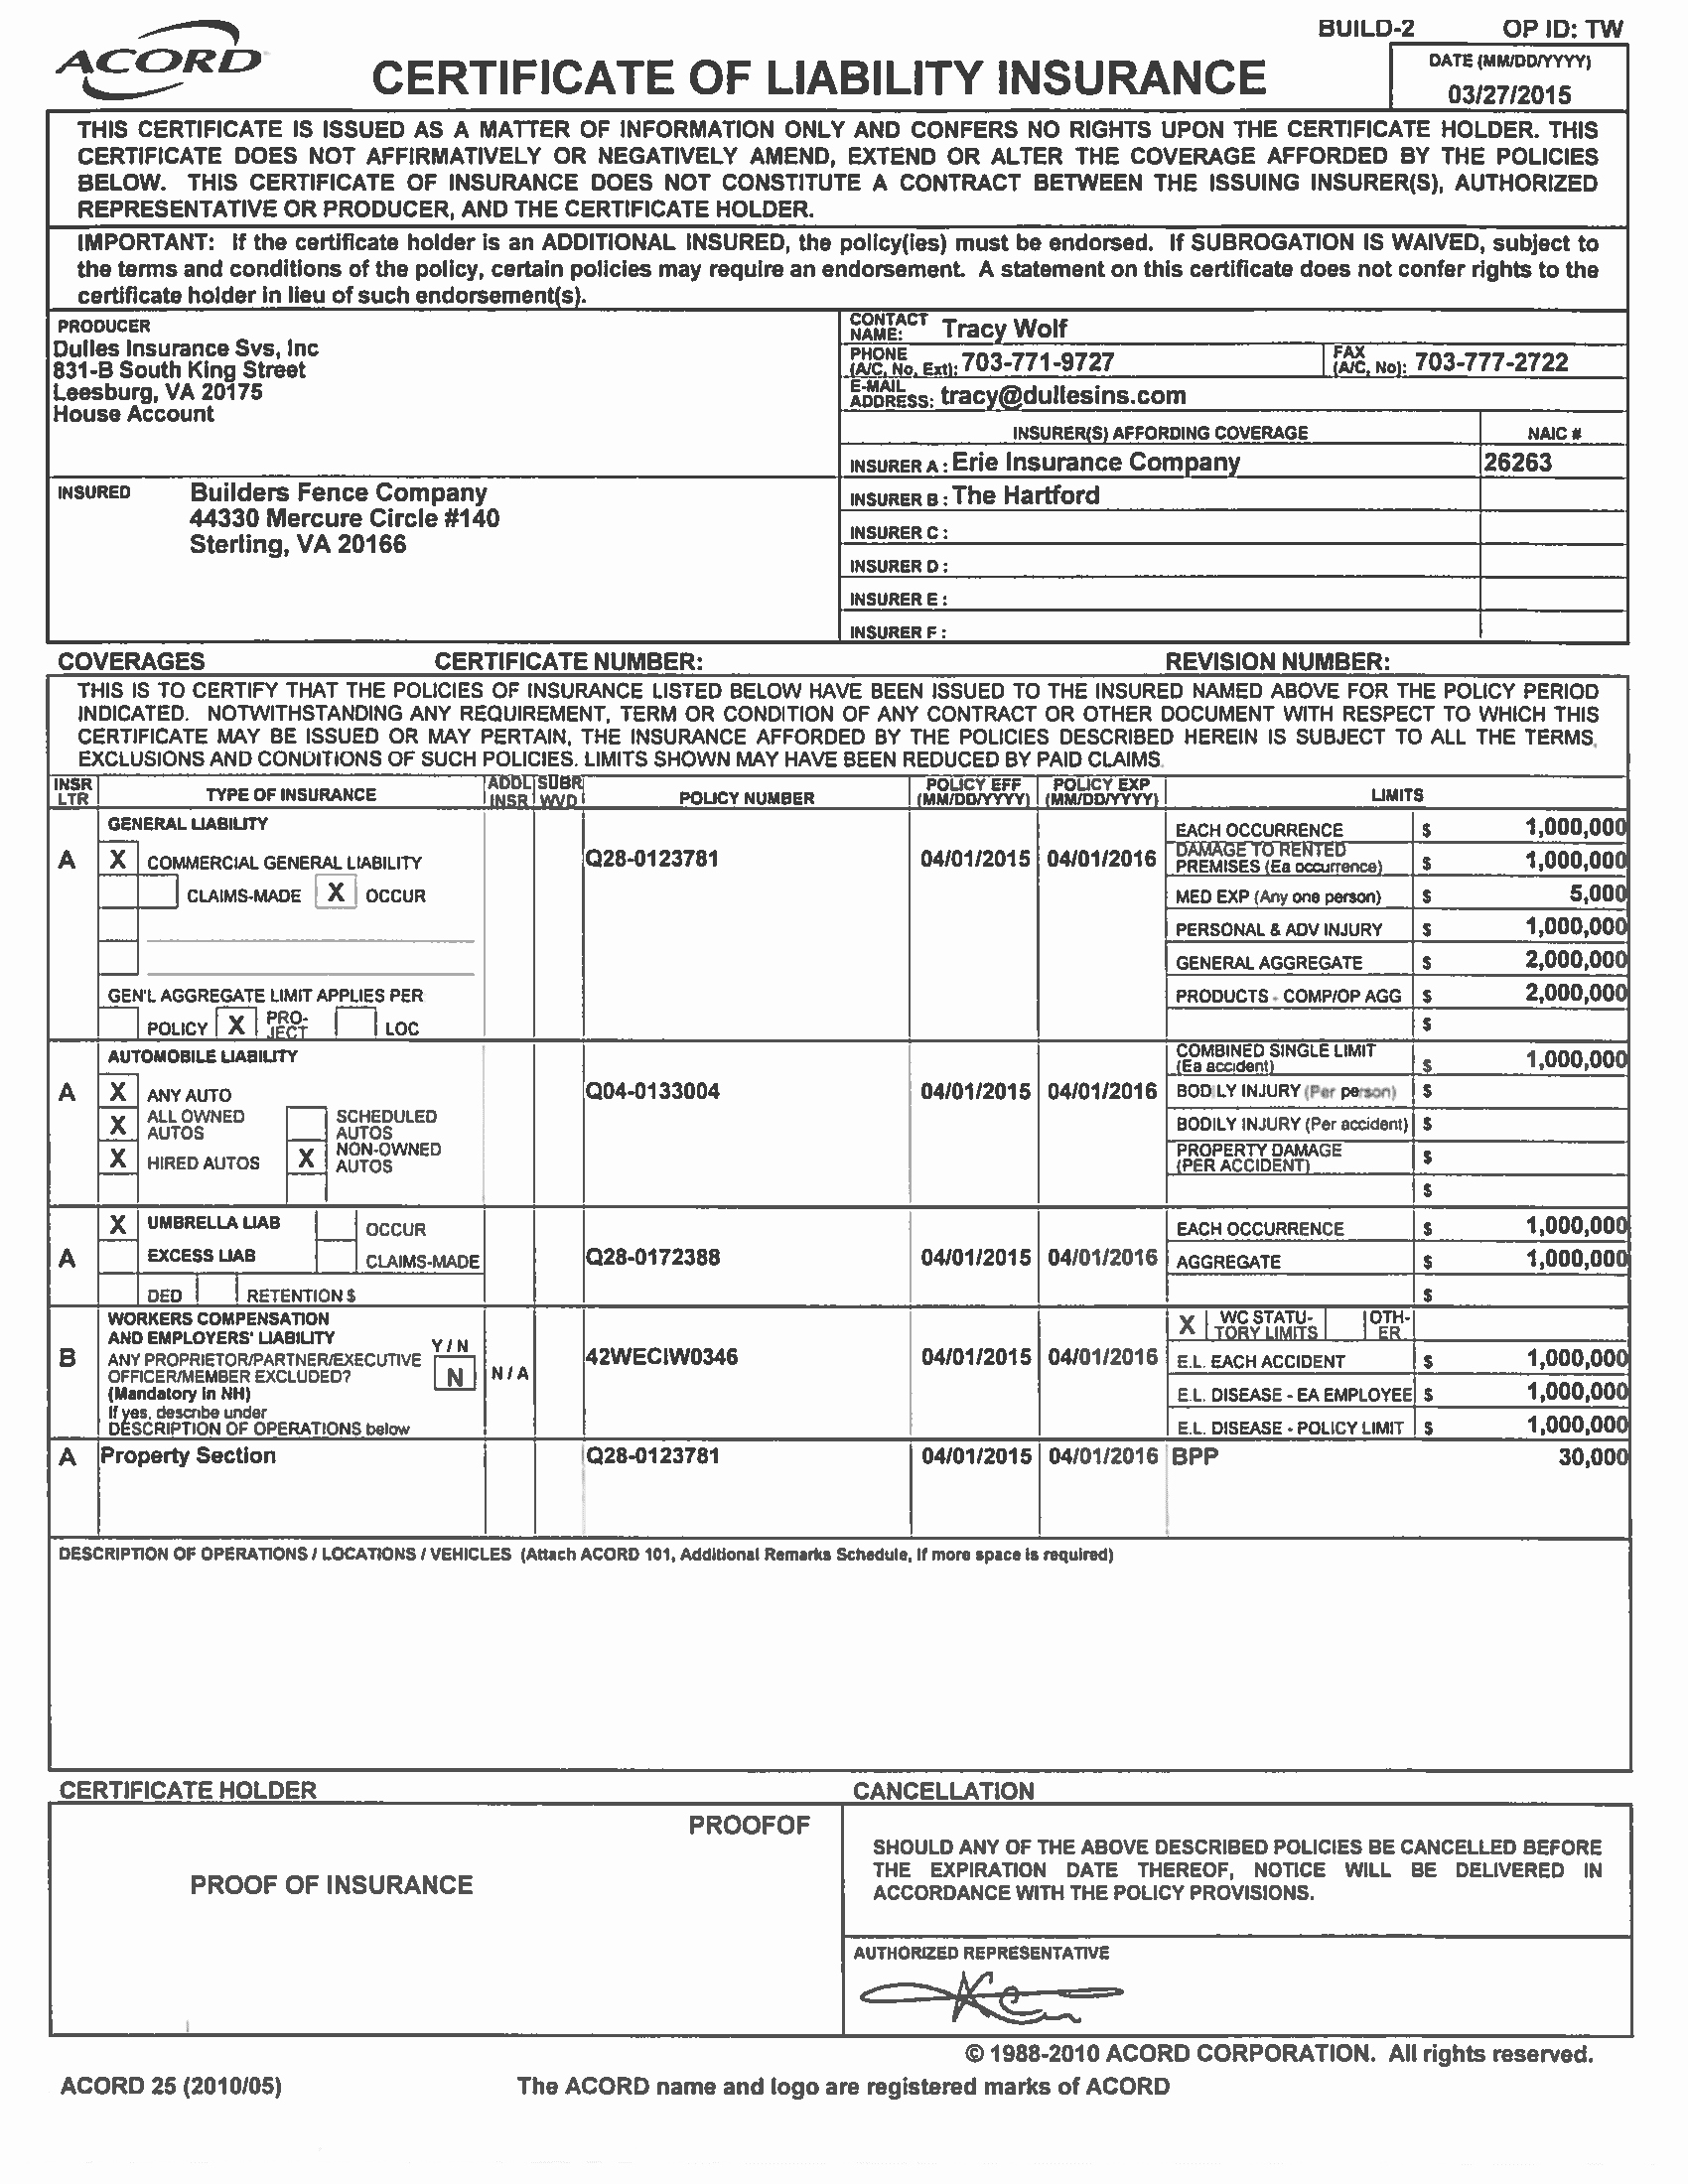 BUILD-2 OP ID: TW
ACORD
CERTIFICATE OF LIABILITY INSURANCE
DATE (MM/DD/YYYY)
03/27/2015
THIS CERTIFICATE IS ISSUED AS A MATTER OF INFORMATION ONLY AND CONFERS NO RIGHTS UPON THE CERTIFICATE HOLDER. THIS
CERTIFICATE DOES NOT AFFIRMATIVELY OR NEGATIVELY AMEND, EXTEND OR ALTER THE COVERAGE AFFORDED BY THE POLICIES
BELOW. THIS CERTIFICATE OF INSURANCE DOES NOT CONSTITUTE A CONTRACT BETWEEN THE ISSUING INSURER(S), AUTHORIZED
REPRESENTATIVE OR PRODUCER, AND THE CERTIFICATE HOLDER.
IMPORTANT: If the certificate holder is an ADDITIONAL INSURED, the policy(ies) must be endorsed. If SUBROGATION IS WAIVED, subject to
the terms and conditions of the policy, certain policies may require an endorsement. A statement on this certificate does not confer rights to the
certificate holder in lieu of such endorsement(s).
PRODUCER
Dulles Insurance Svs, Inc
831-B South King Street
Leesburg, VA 20175
House Account
CONTACT NAME: Tracy Wolf
PHONE (A/C, No, Ext): 703-771-9727 FAX (A/C, No): 703-777-2722
E-MAIL ADDRESS: tracy@dullesins.com
INSURER(S) AFFORDING COVERAGE NAIC #
INSURER A : Erie Insurance Company 26263
INSURED
Builders Fence Company
44330 Mercure Circle #140
Sterling, VA 20166
INSURER B : The Hartford
INSURER C :
INSURER D :
INSURER E :
INSURER F :
COVERAGES CERTIFICATE NUMBER: REVISION NUMBER:
THIS IS TO CERTIFY THAT THE POLICIES OF INSURANCE LISTED BELOW HAVE BEEN ISSUED TO THE INSURED NAMED ABOVE FOR THE POLICY PERIOD
INDICATED. NOTWITHSTANDING ANY REQUIREMENT, TERM OR CONDITION OF ANY CONTRACT OR OTHER DOCUMENT WITH RESPECT TO WHICH THIS
CERTIFICATE MAY BE ISSUED OR MAY PERTAIN, THE INSURANCE AFFORDED BY THE POLICIES DESCRIBED HEREIN IS SUBJECT TO ALL THE TERMS,
EXCLUSIONS AND CONDITIONS OF SUCH POLICIES. LIMITS SHOWN MAY HAVE BEEN REDUCED BY PAID CLAIMS.
INSR LTR TYPE OF INSURANCE ADDL INSR SUBR WVD POLICY NUMBER POLICY EFF (MM/DD/YYYY) POLICY EXP (MM/DD/YYYY) LIMITS
GENERAL LIABILITY EACH OCCURRENCE $ 1,000,000
A X COMMERCIAL GENERAL LIABILITY Q28-0123781 04/01/2015 04/01/2016 DAMAGE TO RENTED PREMISES (Ea occurrence) $ 1,000,000
CLAIMS-MADE X OCCUR MED EXP (Any one person) $ 5,000
PERSONAL & ADV INJURY $ 1,000,000
GENERAL AGGREGATE $ 2,000,000
GEN'L AGGREGATE LIMIT APPLIES PER PRODUCTS - COMP/OP AGG $ 2,000,000
POLICY X PRO-JECT LOC $
AUTOMOBILE LIABILITY COMBINED SINGLE LIMIT (Ea accident) $ 1,000,000
A X ANY AUTO Q04-0133004 04/01/2015 04/01/2016 BODILY INJURY (Per person) $
X ALL OWNED AUTOS SCHEDULED AUTOS BODILY INJURY (Per accident) $
X HIRED AUTOS X NON-OWNED AUTOS PROPERTY DAMAGE (PER ACCIDENT) $
$
X UMBRELLA LIAB OCCUR EACH OCCURRENCE $ 1,000,000
A EXCESS LIAB CLAIMS-MADE Q28-0172388 04/01/2015 04/01/2016 AGGREGATE $ 1,000,000
DED RETENTION $ $
WORKERS COMPENSATION X WC STATU-TORY LIMITS OTH-ER
AND EMPLOYERS' LIABILITY Y / N
B ANY PROPRIETOR/PARTNER/EXECUTIVE N N / A 42WECIW0346 04/01/2015 04/01/2016 E.L. EACH ACCIDENT $ 1,000,000
OFFICER/MEMBER EXCLUDED?
(Mandatory in NH) E.L. DISEASE - EA EMPLOYEE $ 1,000,000
If yes, describe under
DESCRIPTION OF OPERATIONS below E.L. DISEASE - POLICY LIMIT $ 1,000,000
A Property Section Q28-0123781 04/01/2015 04/01/2016 BPP 30,000
DESCRIPTION OF OPERATIONS / LOCATIONS / VEHICLES (Attach ACORD 101, Additional Remarks Schedule, If more space is required)
CERTIFICATE HOLDER
PROOFOF
PROOF OF INSURANCE
CANCELLATION
SHOULD ANY OF THE ABOVE DESCRIBED POLICIES BE CANCELLED BEFORE
THE EXPIRATION DATE THEREOF, NOTICE WILL BE DELIVERED IN
ACCORDANCE WITH THE POLICY PROVISIONS.
AUTHORIZED REPRESENTATIVE
© 1988-2010 ACORD CORPORATION. All rights reserved.
ACORD 25 (2010/05) The ACORD name and logo are registered marks of ACORD